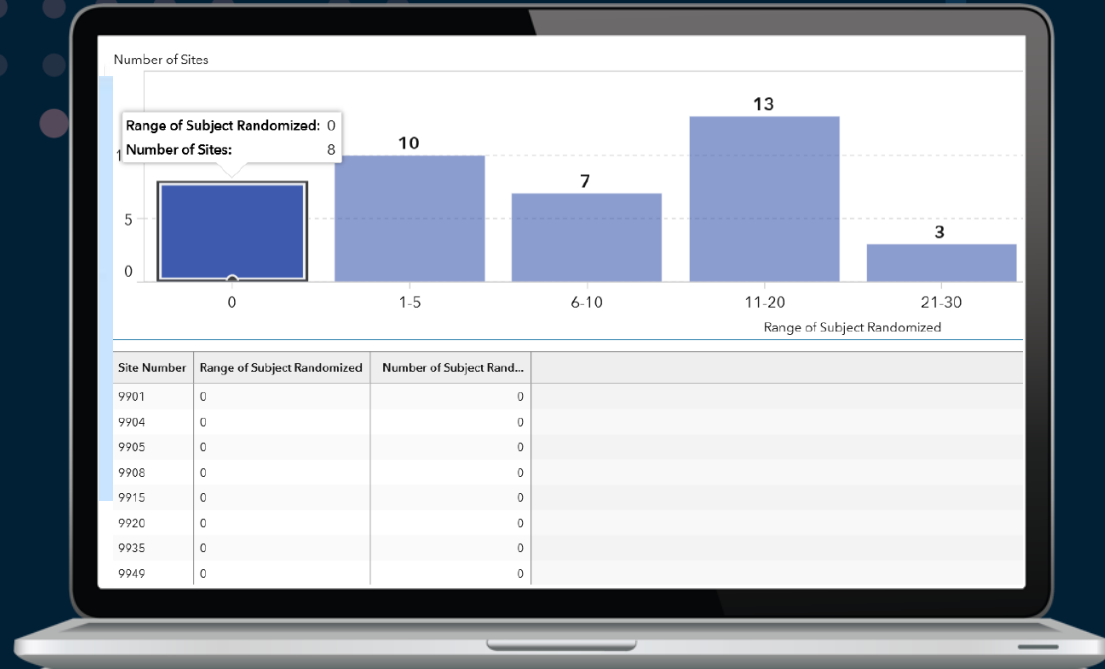 Number of Sites
Range of Subject Randomized: 0
Number of Sites: 8
13
10
7
3
5
0
0 1-5 6-10 11-20 21-30
Range of Subject Randomized
Site Number Range of Subject Randomized Number of Subject Rand...
9901 0 0
9904 0 0
9905 0 0
9908 0 0
9915 0 0
9920 0 0
9935 0 0
9949 0 0